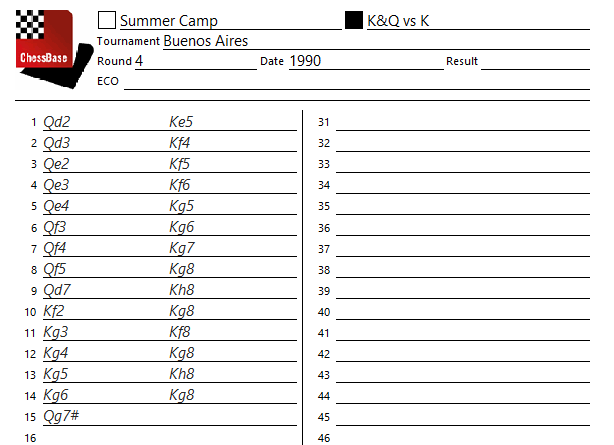 Summer Camp K&Q vs K
ChessBase
Tournament Buenos Aires
Round 4 Date 1990 Result
ECO
1 Qd2 Ke5 31
2 Qd3 Kf4 32
3 Qe2 Kf5 33
4 Qe3 Kf6 34
5 Qe4 Kg5 35
6 Qf3 Kg6 36
7 Qf4 Kg7 37
8 Qf5 Kg8 38
9 Qd7 Kh8 39
10 Kf2 Kg8 40
11 Kg3 Kf8 41
12 Kg4 Kg8 42
13 Kg5 Kh8 43
14 Kg6 Kg8 44
15 Qg7# 45
16 46